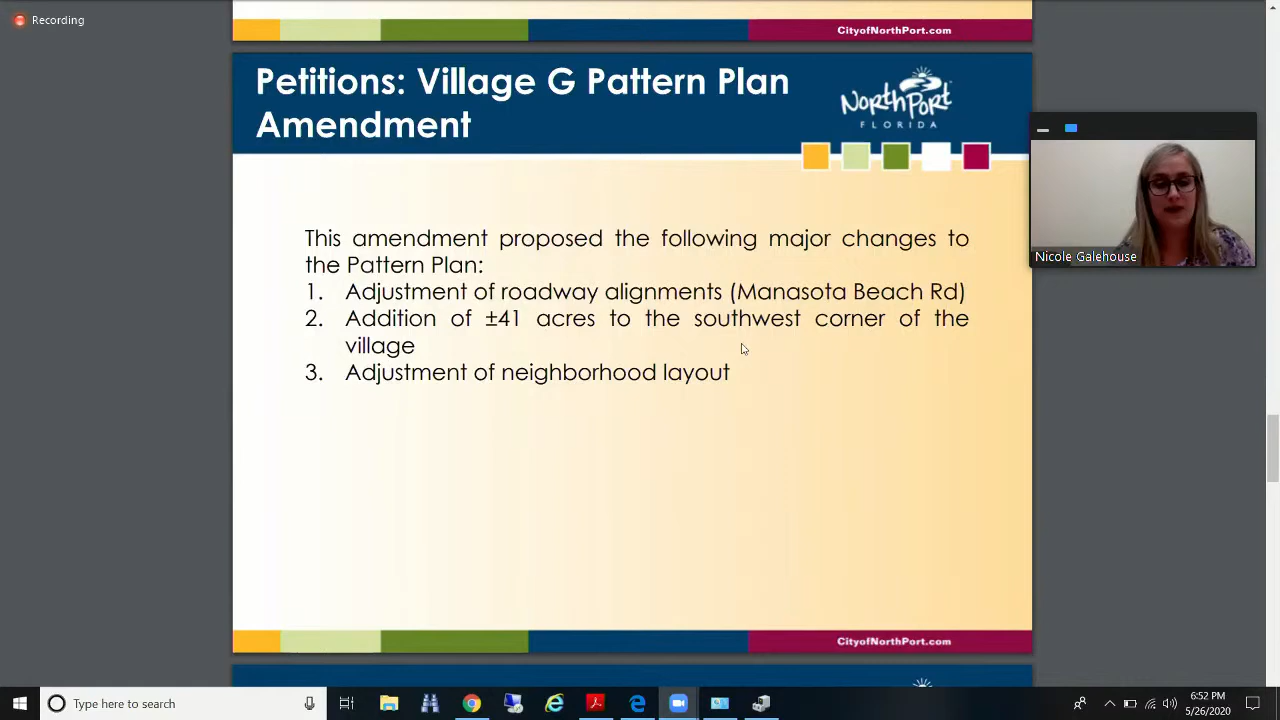 Recording
CityofNorthPort.com
Petitions: Village G Pattern Plan
Amendment
NorthPort
FLORIDA
Nicole Galehouse
This amendment proposed the following major changes to
the Pattern Plan:
1. Adjustment of roadway alignments (Manasota Beach Rd)
2. Addition of ±41 acres to the southwest corner of the
village
3. Adjustment of neighborhood layout
CityofNorthPort.com
Type here to search
6:52 PM
5/26/2020